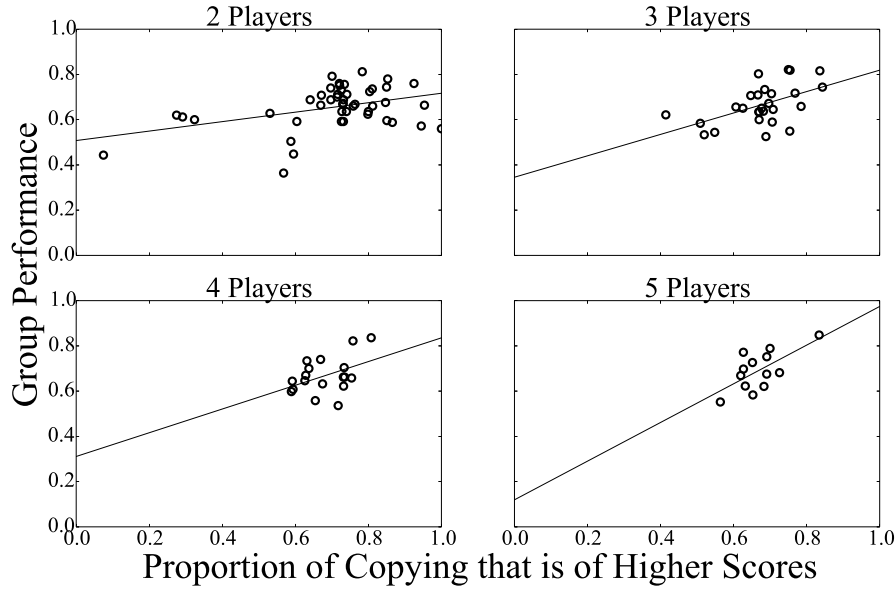 2 Players
3 Players
1.0
0.8
0.6
0.4
0.2
0.0
4 Players
5 Players
1.0
0.8
0.6
0.4
0.2
0.0
0.0 0.2 0.4 0.6 0.8 1.0
0.0 0.2 0.4 0.6 0.8 1.0
Group Performance
Proportion of Copying that is of Higher Scores